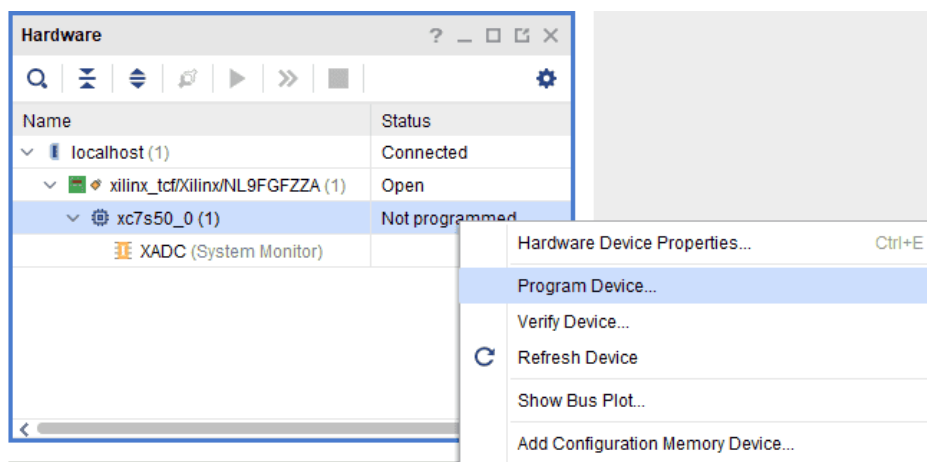 Hardware
Name Status
localhost (1) Connected
xilinx_tcf/Xilinx/NL9FGFZZA (1) Open
xc7s50_0 (1) Not programmed
XADC (System Monitor)
Hardware Device Properties... Ctrl+E
Program Device...
Verify Device...
Refresh Device
Show Bus Plot...
Add Configuration Memory Device...